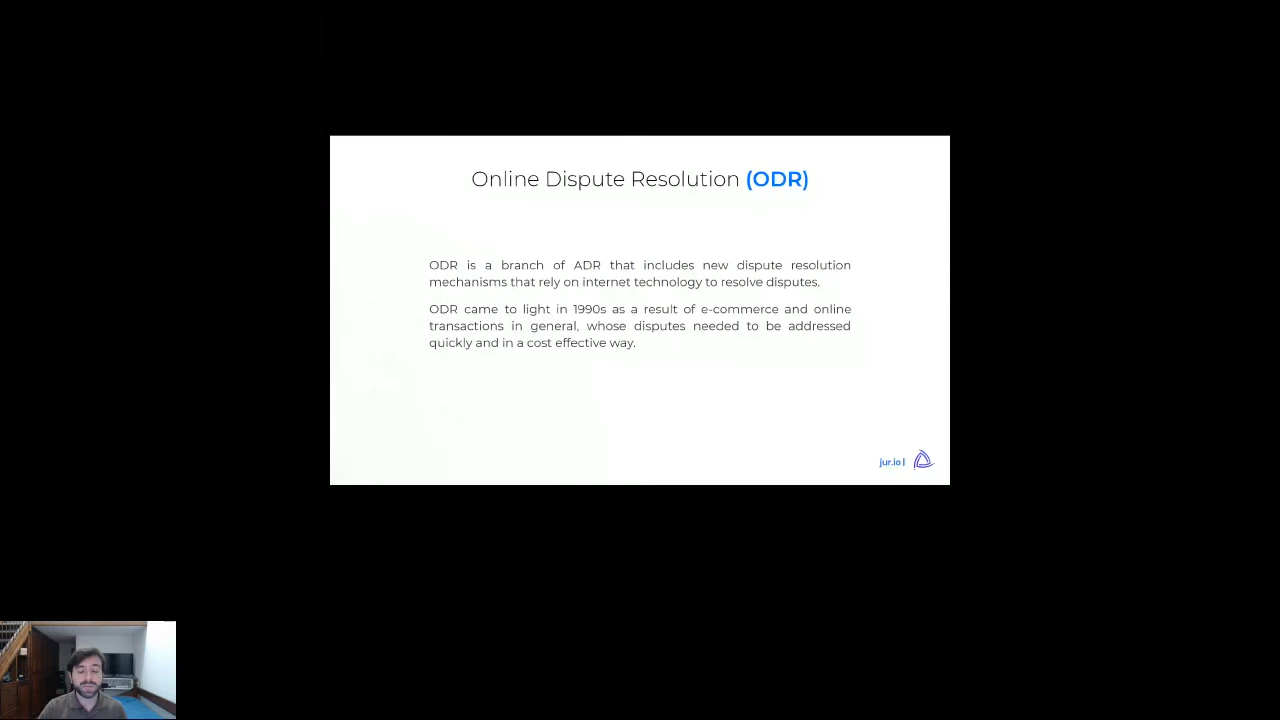 Online Dispute Resolution (ODR)
ODR is a branch of ADR that includes new dispute resolution
mechanisms that rely on internet technology to resolve disputes.
ODR came to light in 1990s as a result of e-commerce and online
transactions in general, whose disputes needed to be addressed
quickly and in a cost effective way.
jur.io |